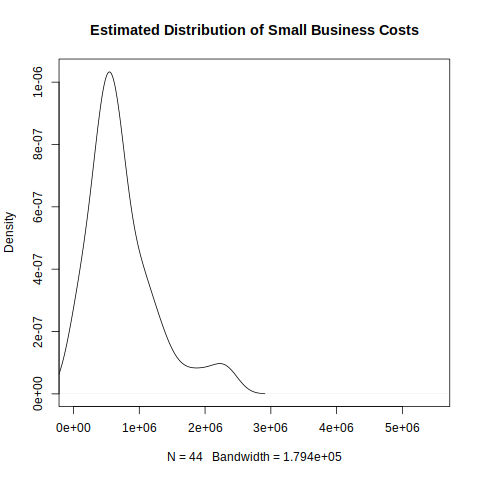 Estimated Distribution of Small Business Costs
Density
1e-06
8e-07
6e-07
4e-07
2e-07
0e+00
0e+00 1e+06 2e+06 3e+06 4e+06 5e+06
N = 44 Bandwidth = 1.794e+05